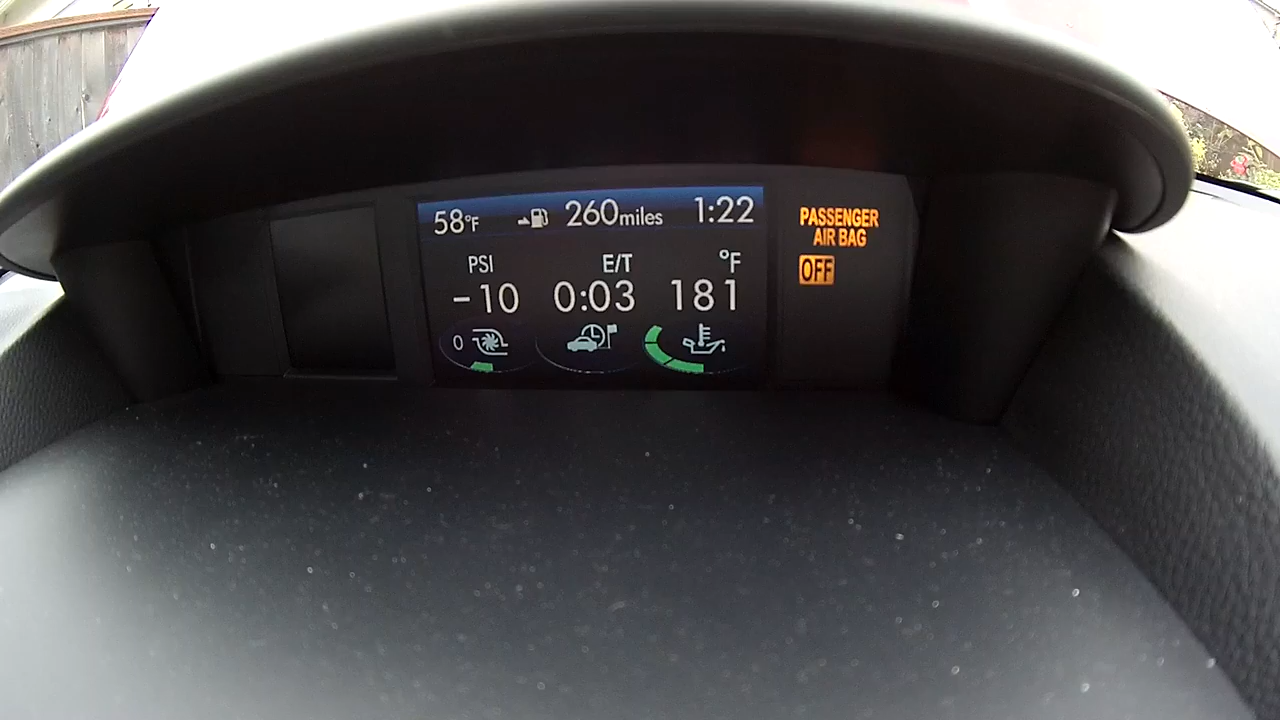 58°F 260miles 1:22
PSI E/T °F
-10 0:03 181
0
PASSENGER
AIR BAG
OFF